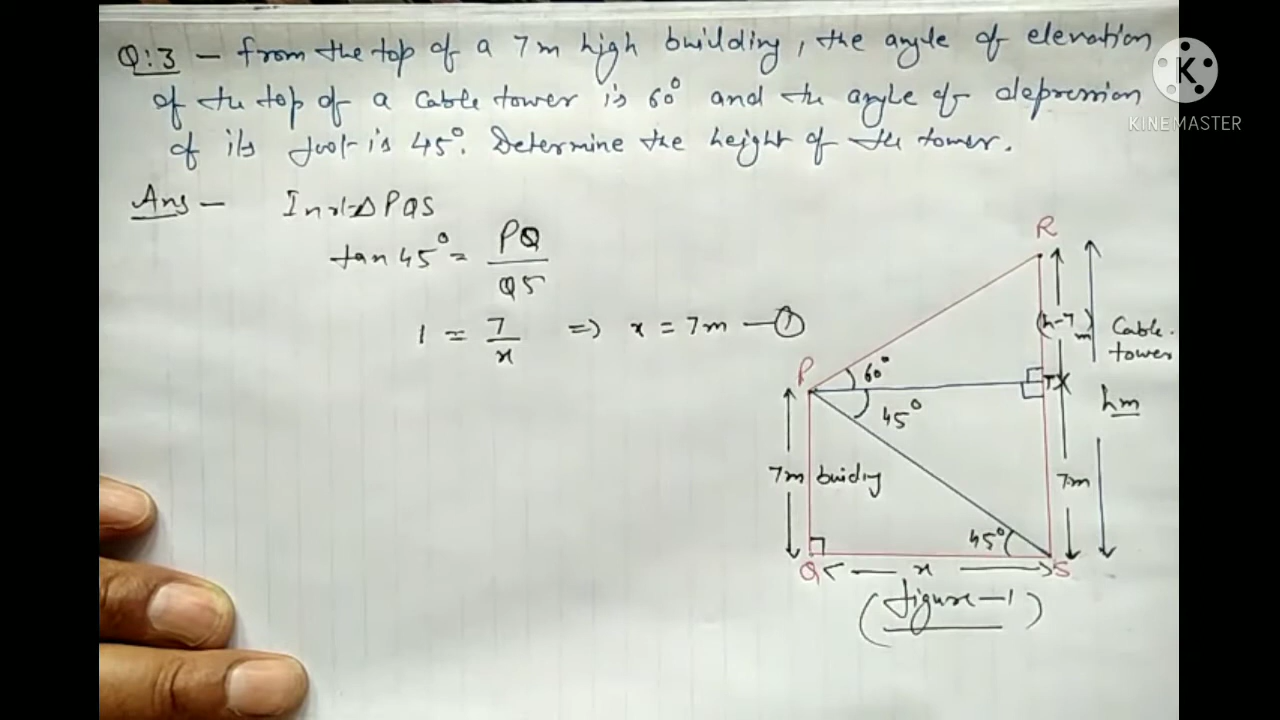 Q:3 - from the top of a 7m high building, the angle of elevation
of the top of a Cable tower is 60° and the angle of depression
of its foot is 45°. Determine the height of the tower.
K
KINEMASTER
Ans - In rt Δ PQS
tan 45° = PQ / QS
1 = 7 / x => x = 7m — ①
R
(h-7)m
Cable tower
P
60°
T
45°
hm
7m
buidig
7m
45°
Q
x
S
(figure-1)